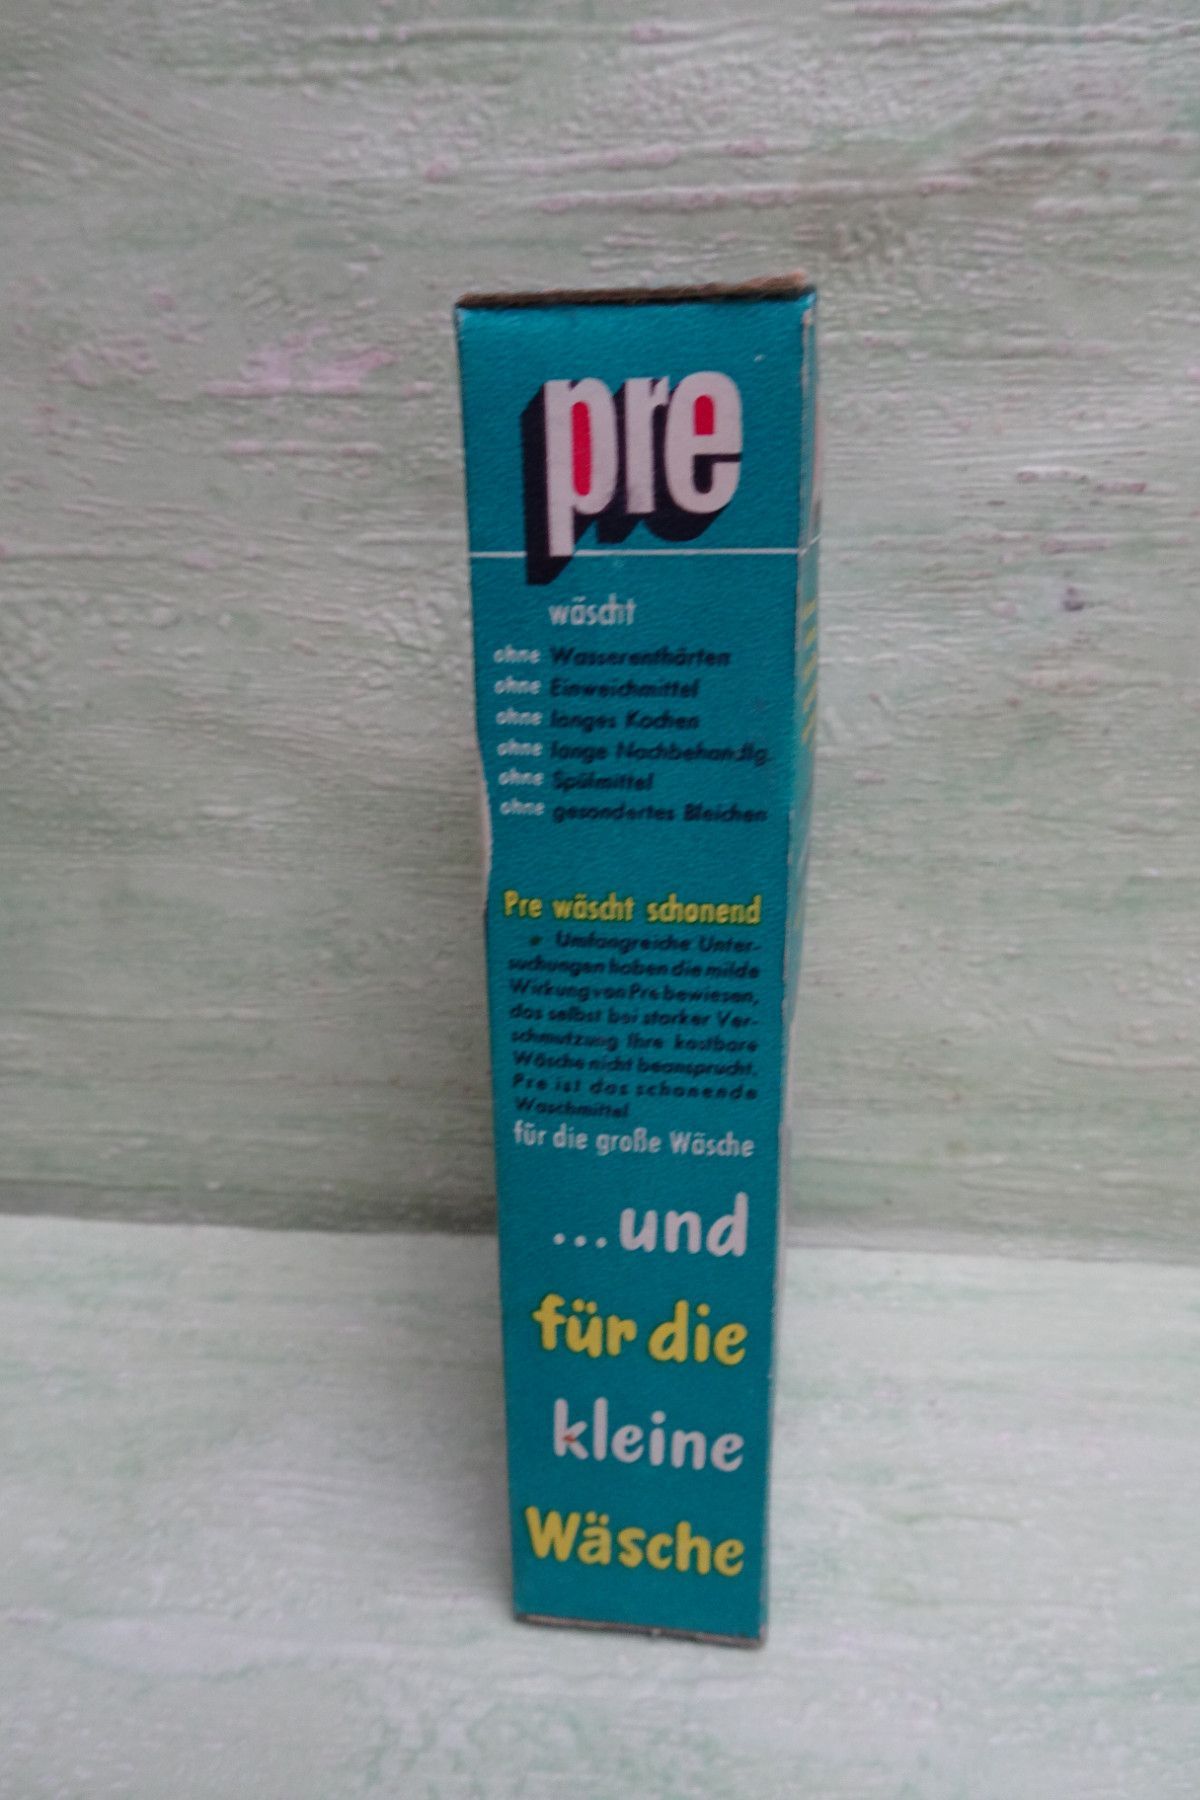 pre
wäscht
ohne Wasserenthärten
ohne Einweichmittel
ohne langes Kochen
ohne lange Nachbehandlg.
ohne Spülmittel
ohne gesondertes Bleichen
Pre wäscht schonend
Umfangreiche Unter-
suchungen haben die milde
Wirkung von Pre bewiesen,
das selbst bei starker Ver-
schmutzung Ihre kostbare
Wäsche nicht beansprucht.
Pre ist das schonende
Waschmittel
für die große Wäsche
...und
für die
kleine
Wäsche